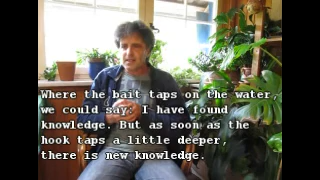 Where the bait taps on the water,
we could say: I have found
knowledge. But as soon as the
hook taps a little deeper,
there is new knowledge.